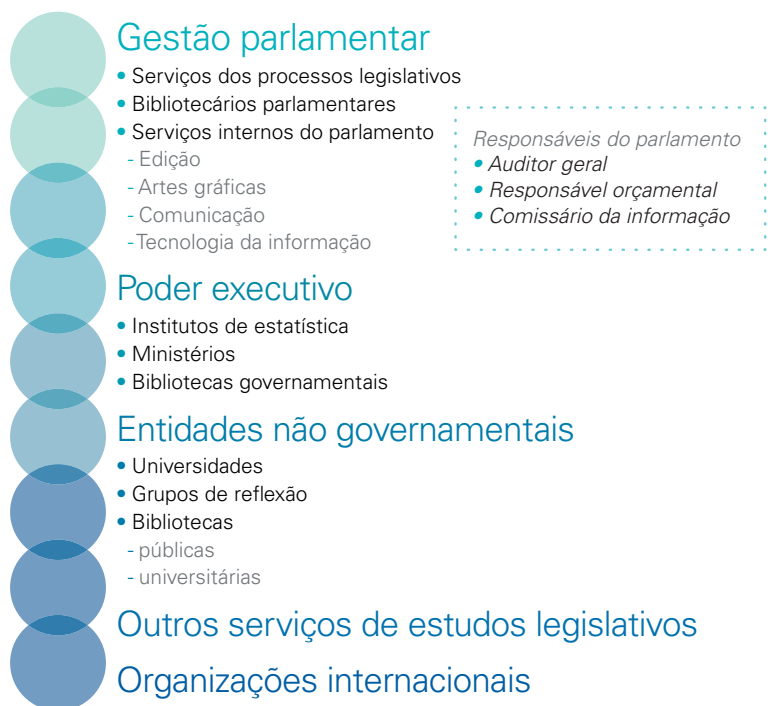 Gestão parlamentar
• Serviços dos processos legislativos
• Bibliotecários parlamentares
• Serviços internos do parlamento
- Edição
- Artes gráficas
- Comunicação
- Tecnologia da informação
Responsáveis do parlamento
• Auditor geral
• Responsável orçamental
• Comissário da informação
Poder executivo
• Institutos de estatística
• Ministérios
• Bibliotecas governamentais
Entidades não governamentais
• Universidades
• Grupos de reflexão
• Bibliotecas
- públicas
- universitárias
Outros serviços de estudos legislativos
Organizações internacionais